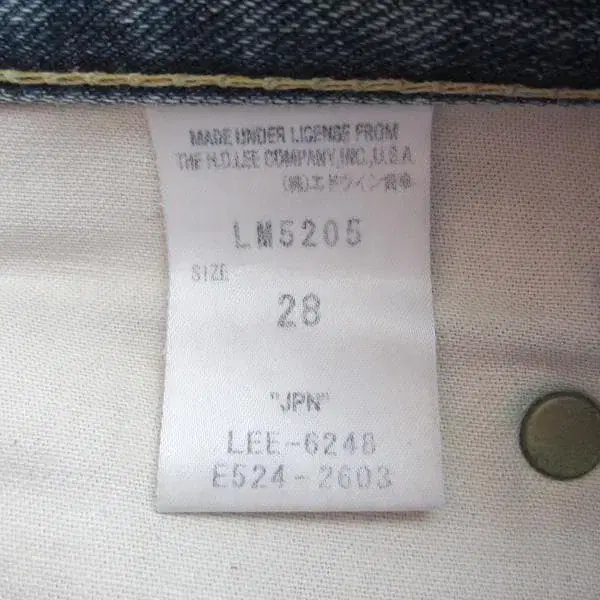 MADE UNDER LICENSE FROM
THE H.D. LEE COMPANY, INC., U.S.A.
(株)エドウイン商事
LM5205
SIZE
28
"JPN"
LEE-6248
E524-2603